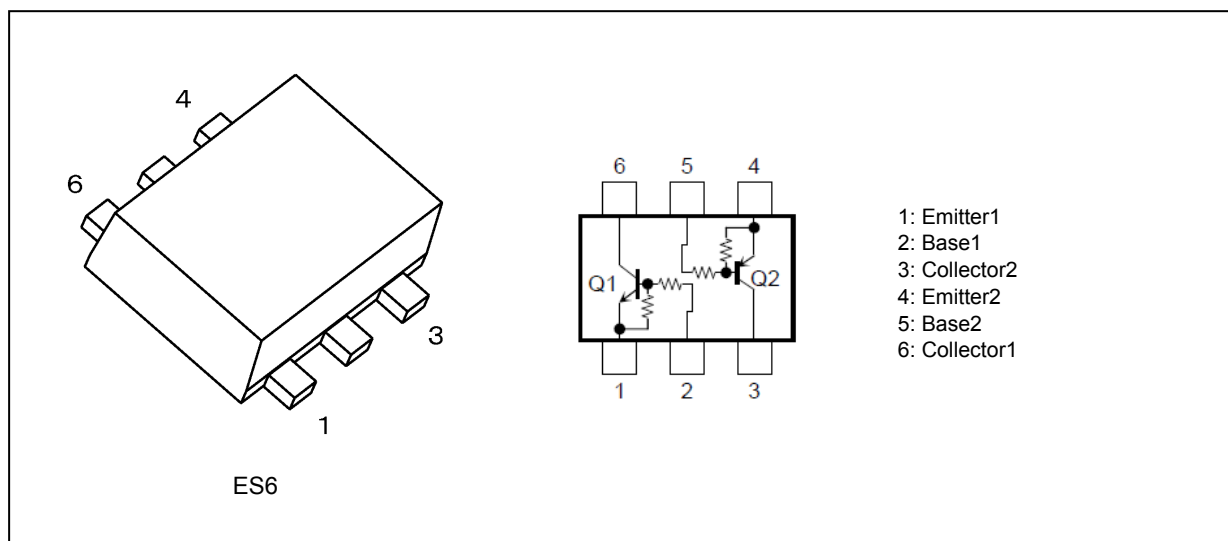 4
6
3
1
ES6
6 5 4
Q1 Q2
1 2 3
1: Emitter1
2: Base1
3: Collector2
4: Emitter2
5: Base2
6: Collector1